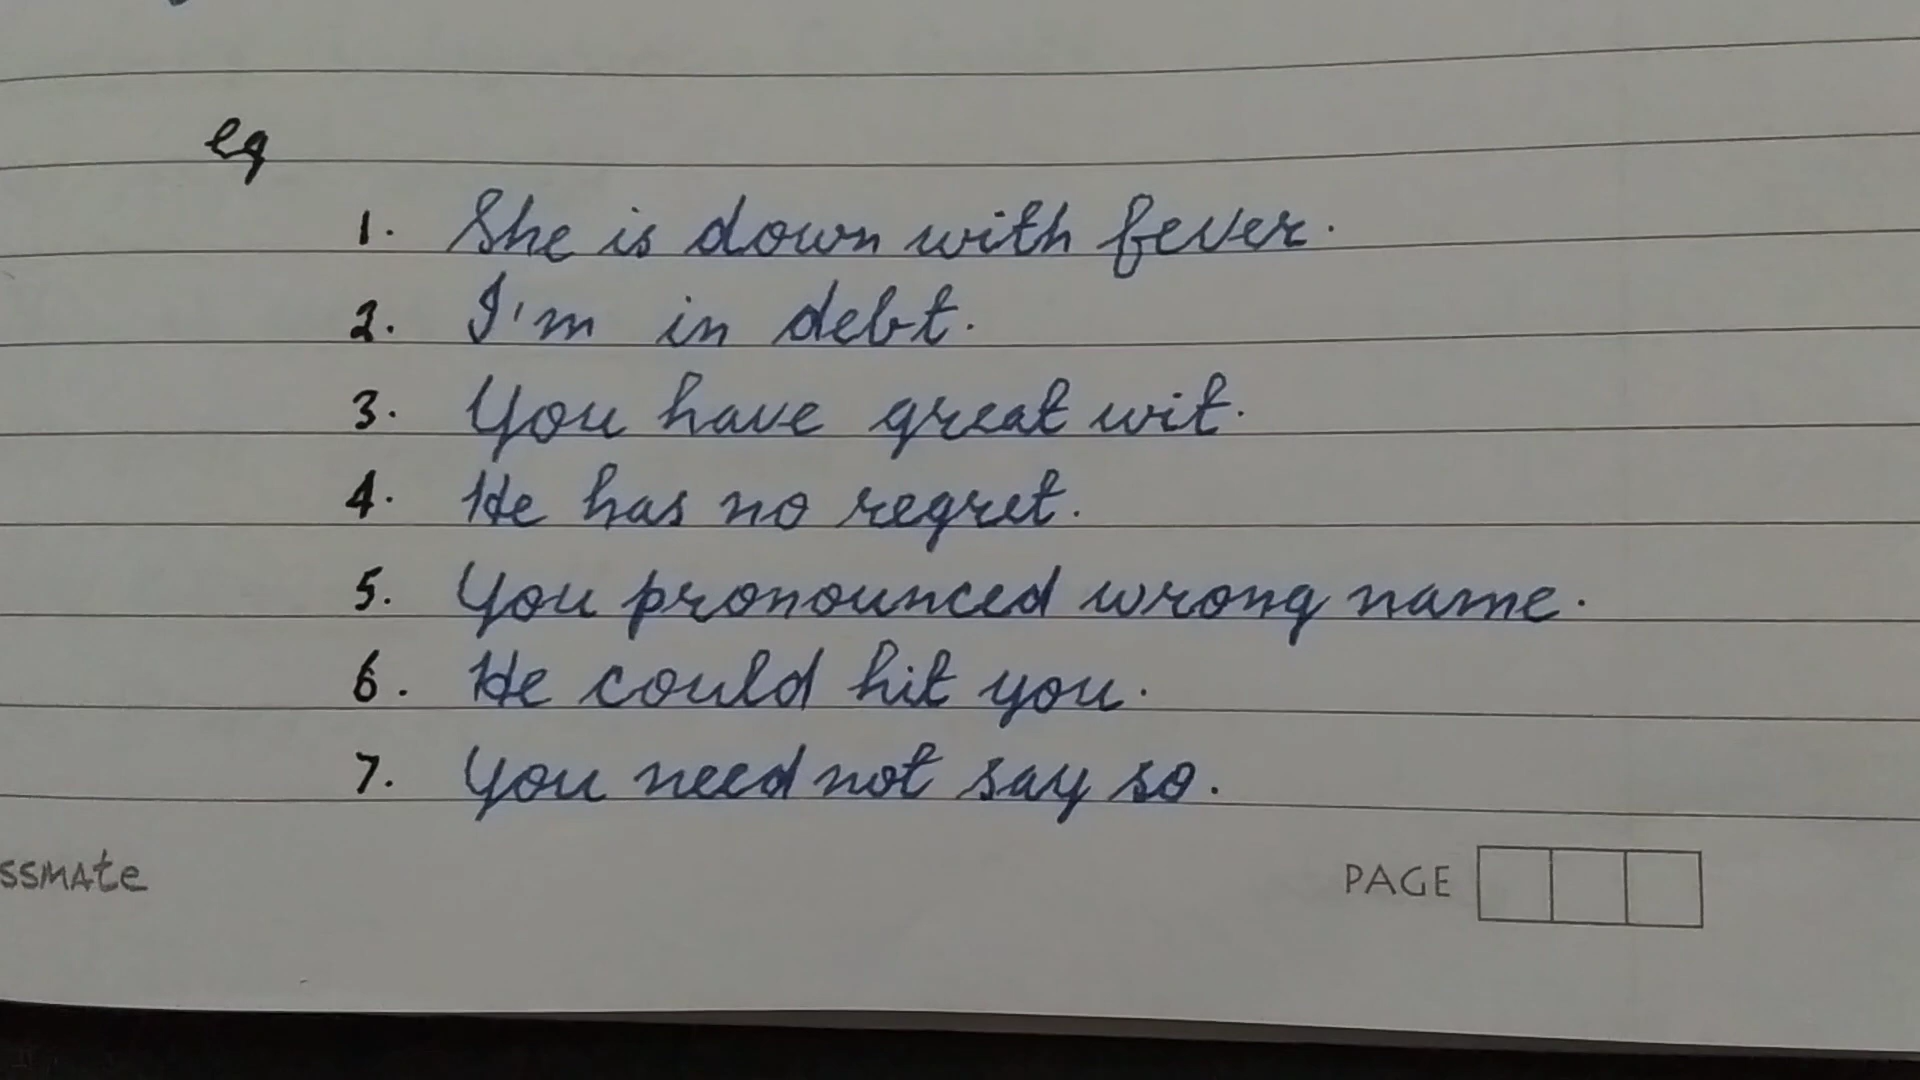 eg
1. She is down with fever.
2. I'm in debt.
3. You have great wit.
4. He has no regret.
5. You pronounced wrong name.
6. He could hit you.
7. You need not say so.
ssmate PAGE